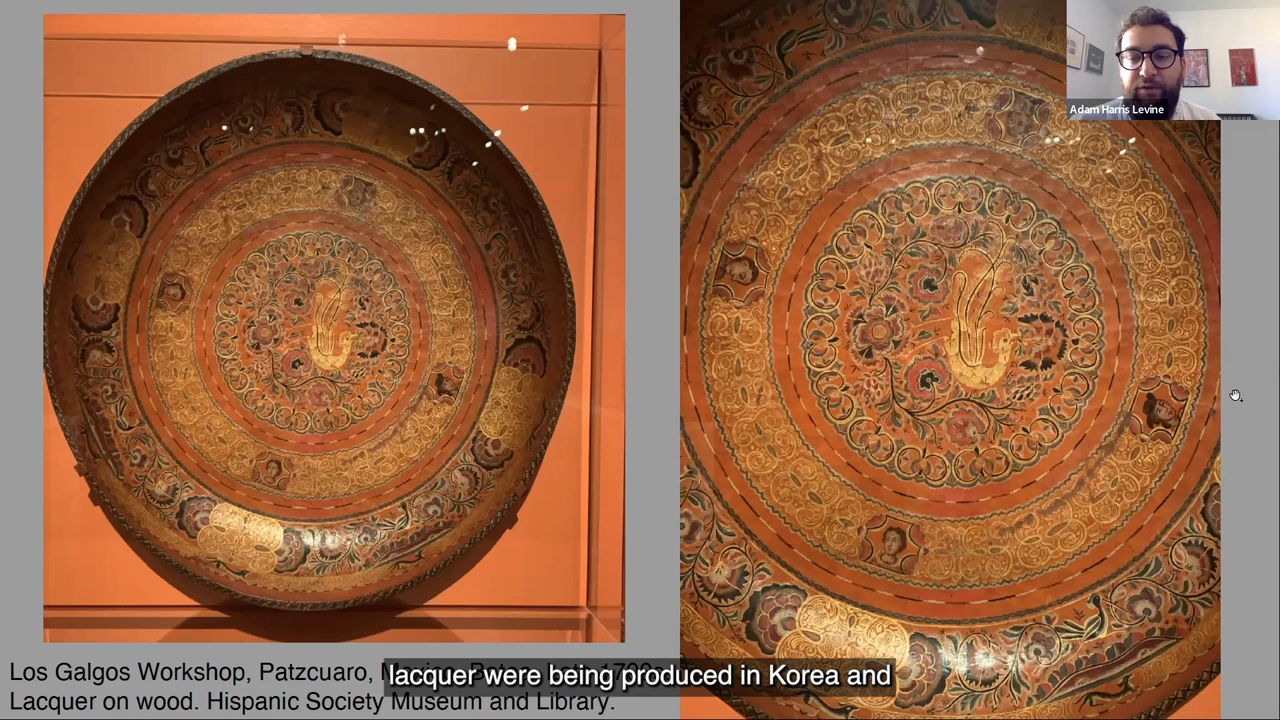 Adam Harris Levine
Los Galgos Workshop, Patzcuaro,
Lacquer on wood. Hispanic Society Museum and Library.
lacquer were being produced in Korea and